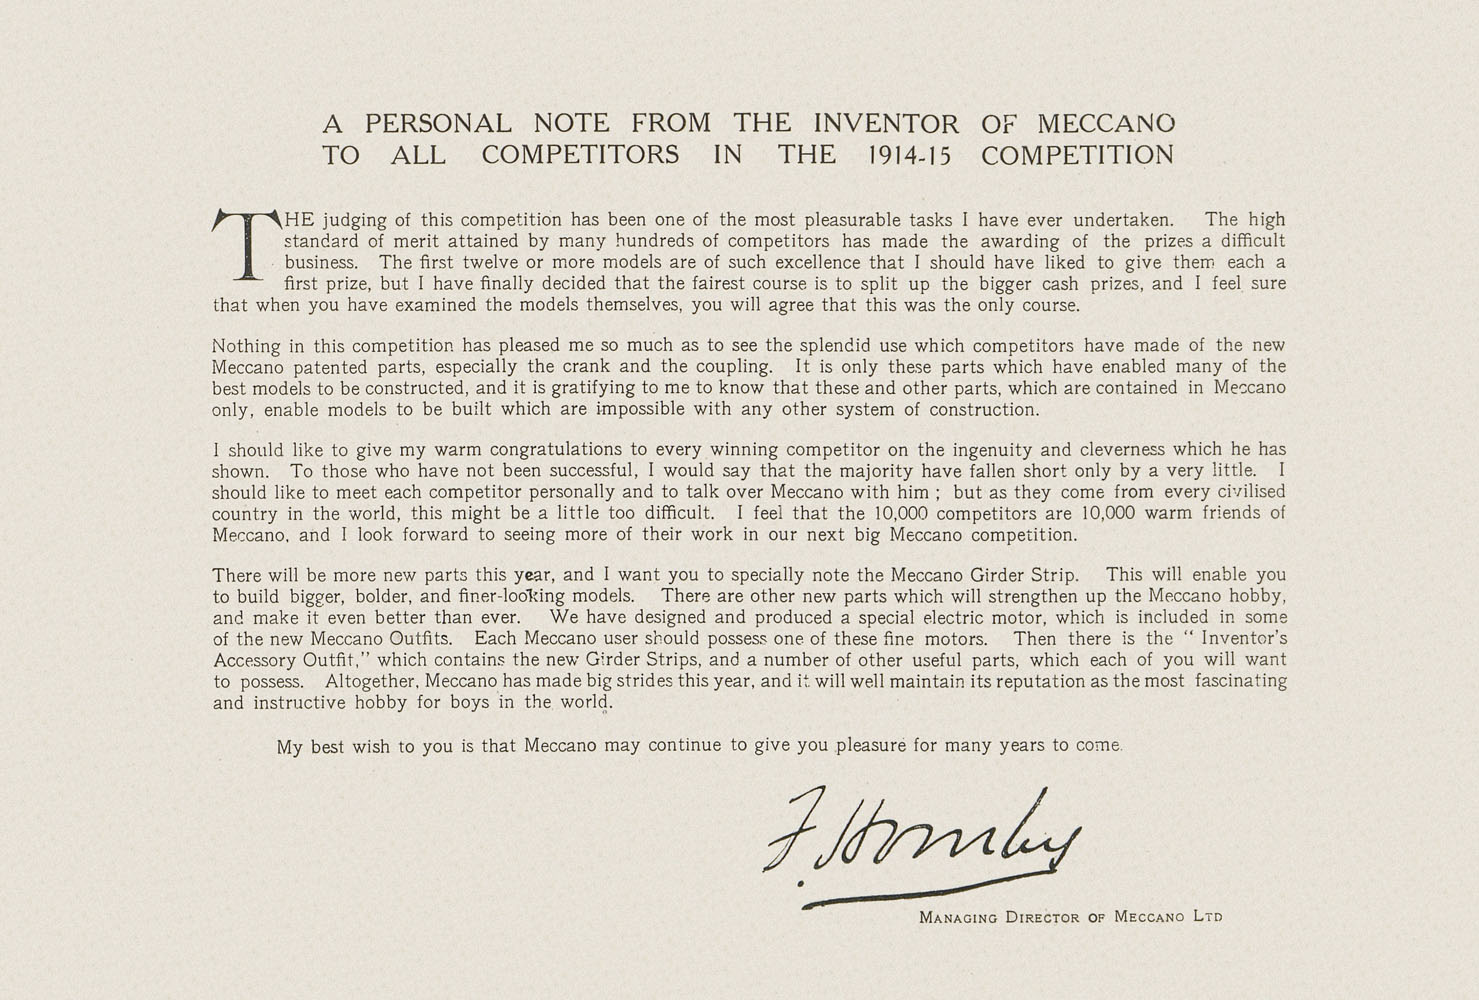 A PERSONAL NOTE FROM THE INVENTOR OF MECCANO
TO ALL COMPETITORS IN THE 1914-15 COMPETITION
THE judging of this competition has been one of the most pleasurable tasks I have ever undertaken. The high
standard of merit attained by many hundreds of competitors has made the awarding of the prizes a difficult
business. The first twelve or more models are of such excellence that I should have liked to give them each a
first prize, but I have finally decided that the fairest course is to split up the bigger cash prizes, and I feel sure
that when you have examined the models themselves, you will agree that this was the only course.
Nothing in this competition has pleased me so much as to see the splendid use which competitors have made of the new
Meccano patented parts, especially the crank and the coupling. It is only these parts which have enabled many of the
best models to be constructed, and it is gratifying to me to know that these and other parts, which are contained in Meccano
only, enable models to be built which are impossible with any other system of construction.
I should like to give my warm congratulations to every winning competitor on the ingenuity and cleverness which he has
shown. To those who have not been successful, I would say that the majority have fallen short only by a very little. I
should like to meet each competitor personally and to talk over Meccano with him ; but as they come from every civilised
country in the world, this might be a little too difficult. I feel that the 10,000 competitors are 10,000 warm friends of
Meccano, and I look forward to seeing more of their work in our next big Meccano competition.
There will be more new parts this year, and I want you to specially note the Meccano Girder Strip. This will enable you
to build bigger, bolder, and finer-looking models. There are other new parts which will strengthen up the Meccano hobby,
and make it even better than ever. We have designed and produced a special electric motor, which is included in some
of the new Meccano Outfits. Each Meccano user should possess one of these fine motors. Then there is the “ Inventor’s
Accessory Outfit,” which contains the new Girder Strips, and a number of other useful parts, which each of you will want
to possess. Altogether, Meccano has made big strides this year, and it will well maintain its reputation as the most fascinating
and instructive hobby for boys in the world.
My best wish to you is that Meccano may continue to give you pleasure for many years to come.
F. Hornby
MANAGING DIRECTOR OF MECCANO LTD